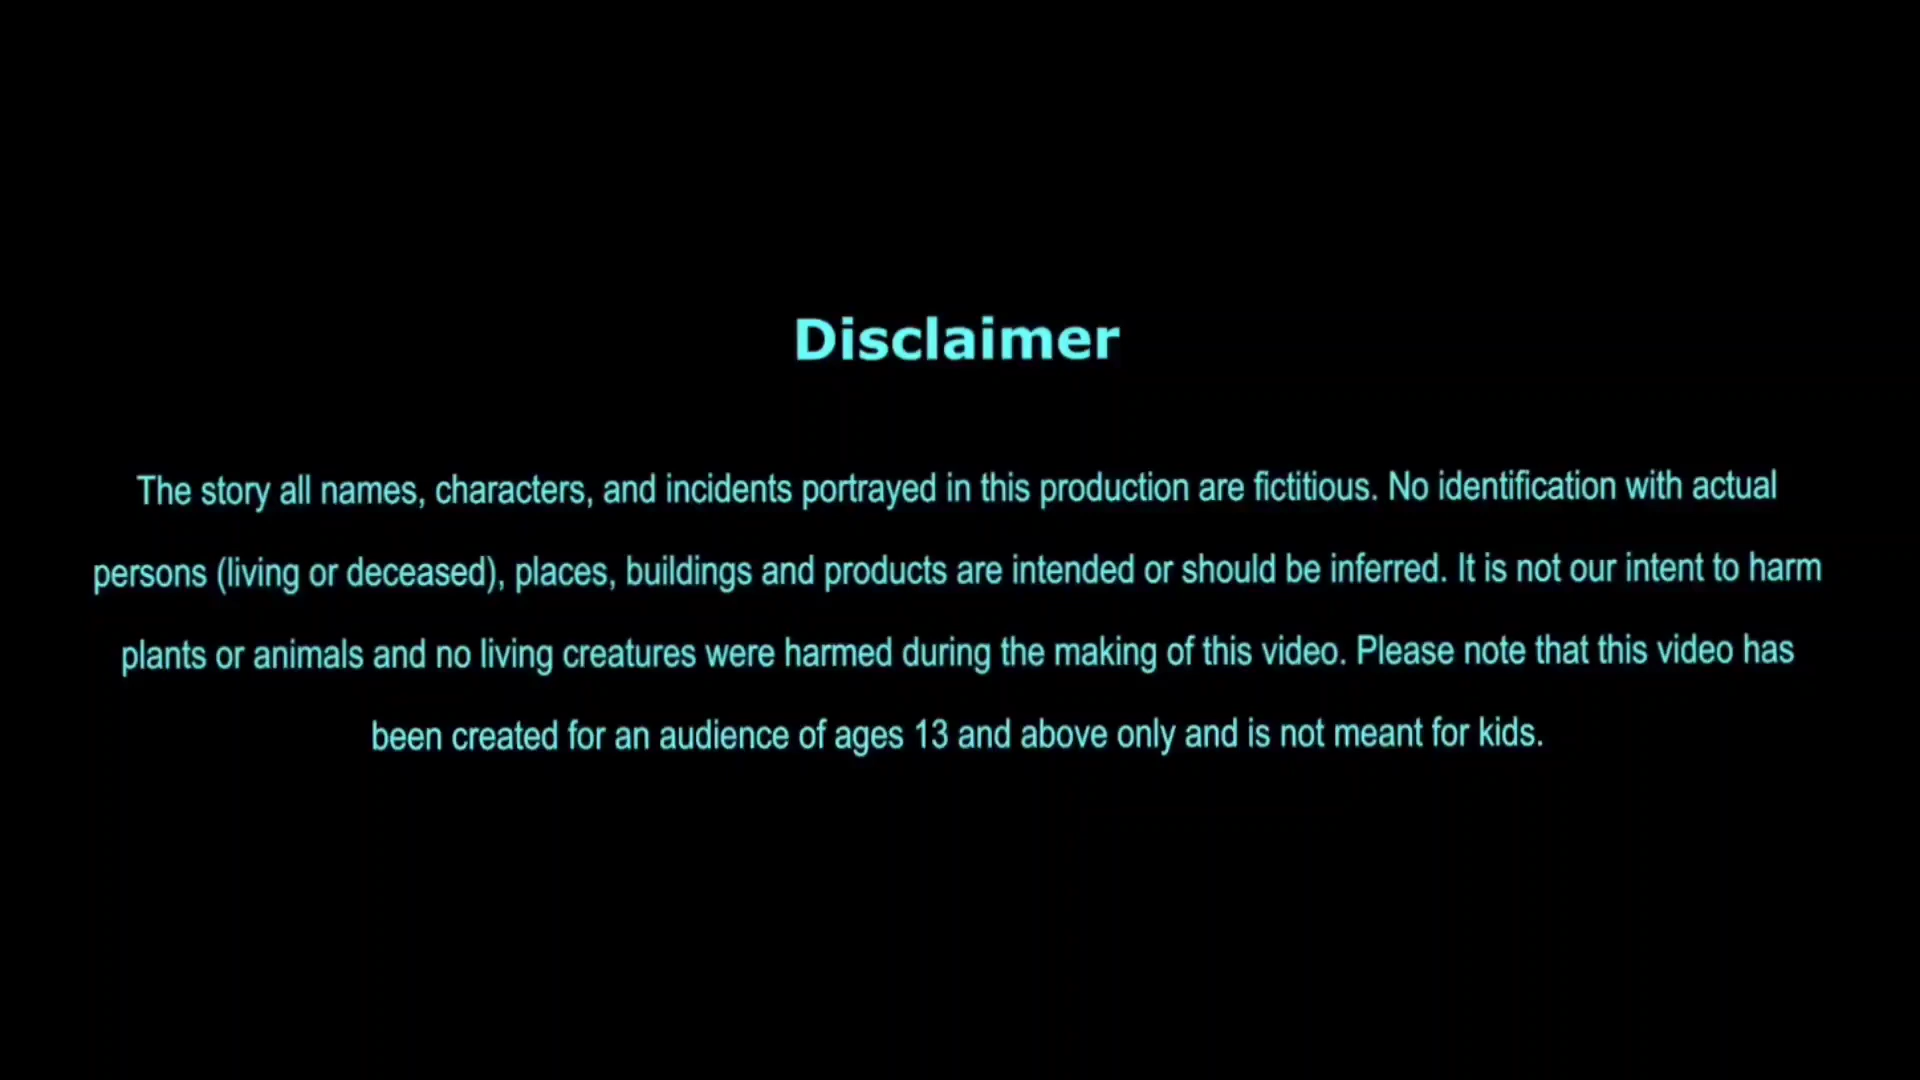 Disclaimer
The story all names, characters, and incidents portrayed in this production are fictitious. No identification with actual
persons (living or deceased), places, buildings and products are intended or should be inferred. It is not our intent to harm
plants or animals and no living creatures were harmed during the making of this video. Please note that this video has
been created for an audience of ages 13 and above only and is not meant for kids.